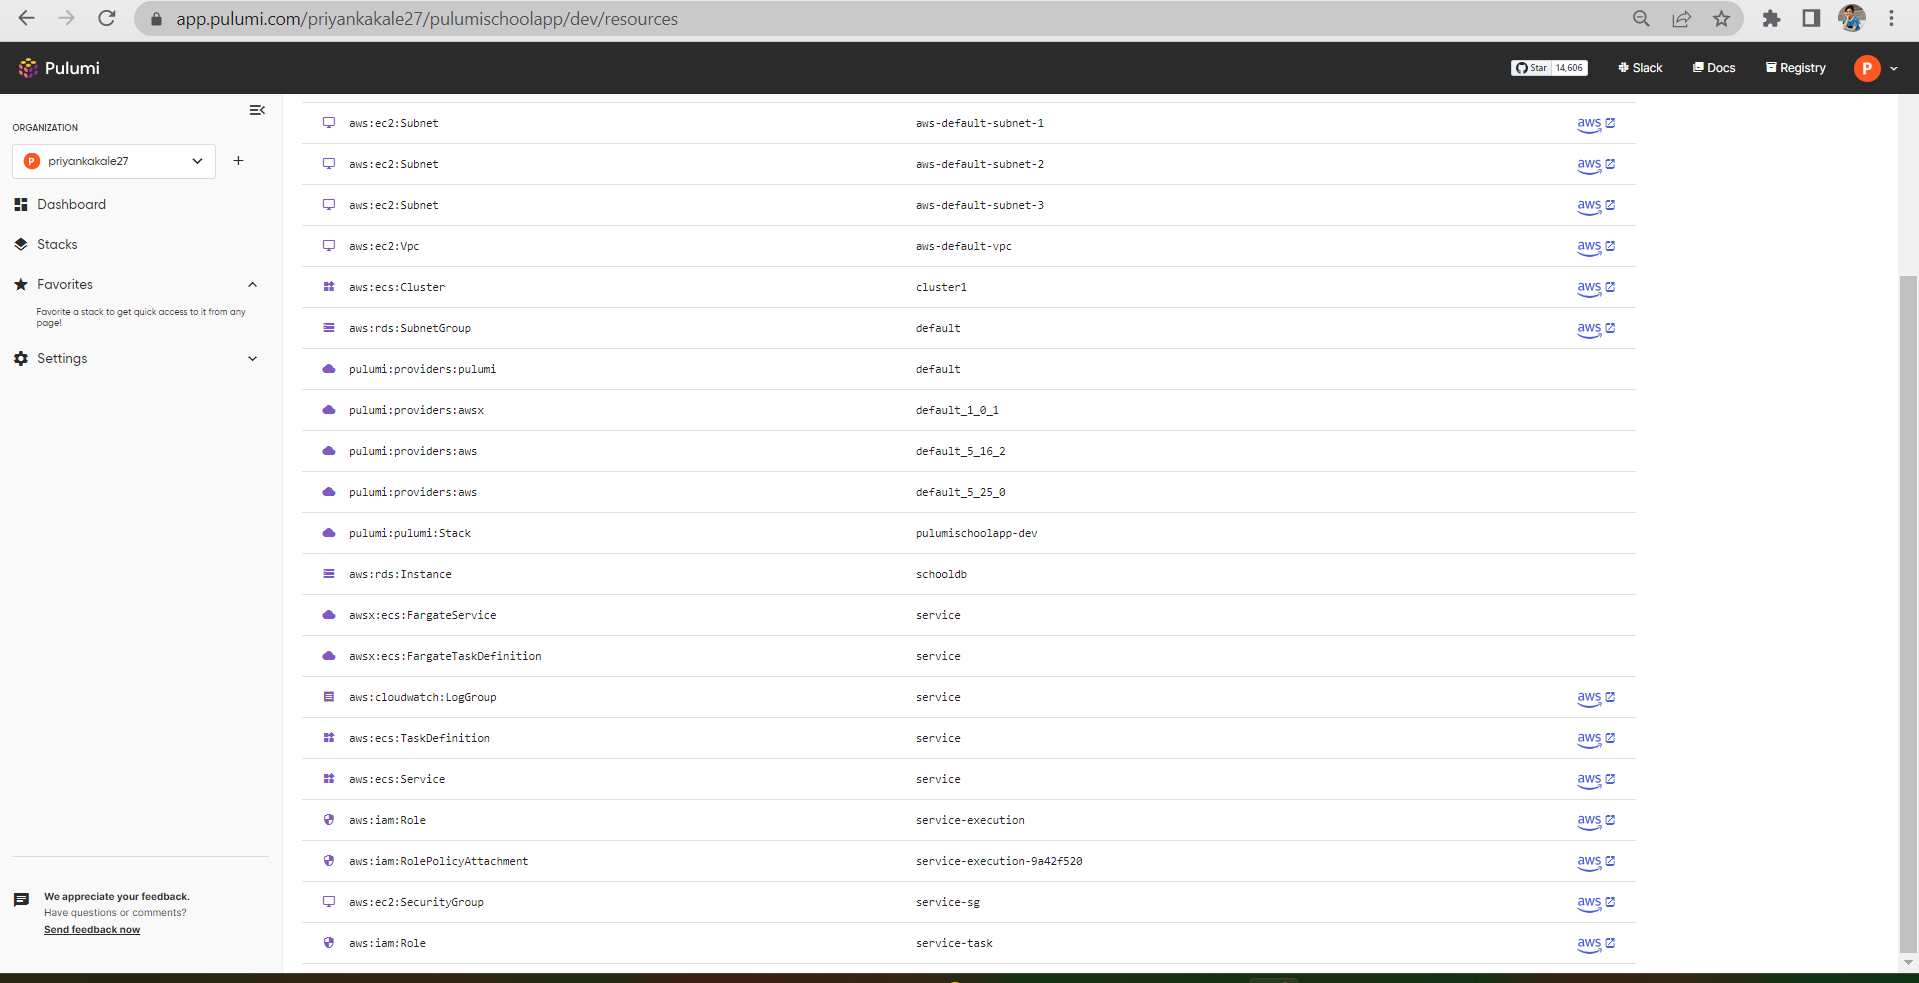 app.pulumi.com/priyankakale27/pulumischoolapp/dev/resources
Pulumi
Star 14,606
Slack
Docs
Registry
P
ORGANIZATION
P priyankakale27
Dashboard
Stacks
Favorites
Favorite a stack to get quick access to it from any
page!
Settings
We appreciate your feedback.
Have questions or comments?
Send feedback now
aws:ec2:Subnet aws-default-subnet-1 aws
aws:ec2:Subnet aws-default-subnet-2 aws
aws:ec2:Subnet aws-default-subnet-3 aws
aws:ec2:Vpc aws-default-vpc aws
aws:ecs:Cluster cluster1 aws
aws:rds:SubnetGroup default aws
pulumi:providers:pulumi default
pulumi:providers:awsx default_1_0_1
pulumi:providers:aws default_5_16_2
pulumi:providers:aws default_5_25_0
pulumi:pulumi:Stack pulumischoolapp-dev
aws:rds:Instance schooldb
awsx:ecs:FargateService service
awsx:ecs:FargateTaskDefinition service
aws:cloudwatch:LogGroup service aws
aws:ecs:TaskDefinition service aws
aws:ecs:Service service aws
aws:iam:Role service-execution aws
aws:iam:RolePolicyAttachment service-execution-9a42f520 aws
aws:ec2:SecurityGroup service-sg aws
aws:iam:Role service-task aws